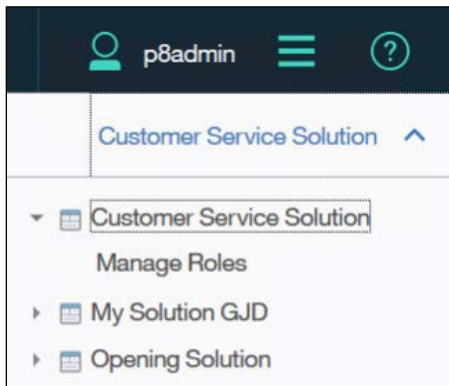 p8admin
Customer Service Solution
Customer Service Solution
Manage Roles
My Solution GJD
Opening Solution